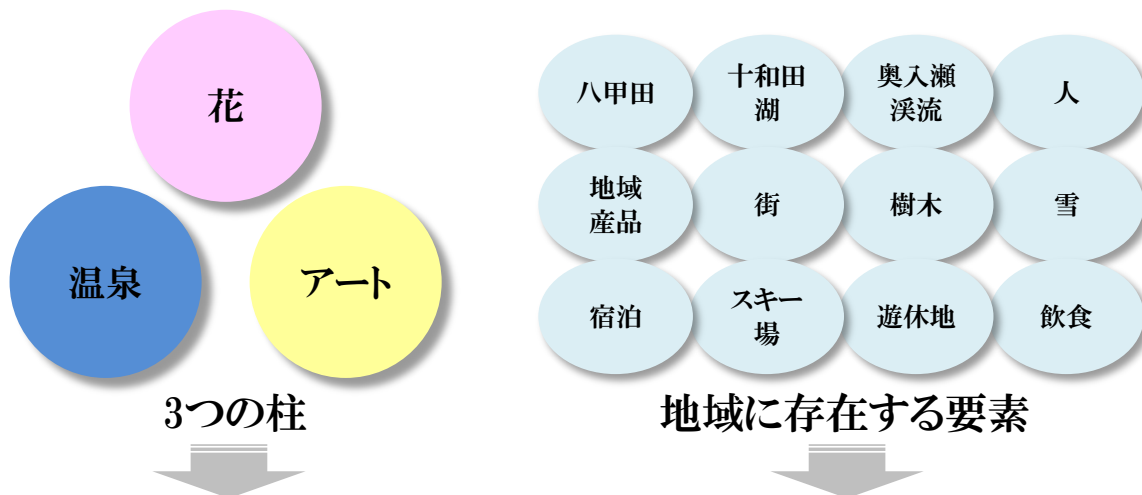 花
温泉
アート
3つの柱
八甲田
十和田
湖
奥入瀬
渓流
人
地域
産品
街
樹木
雪
宿泊
スキー
場
遊休地
飲食
地域に存在する要素